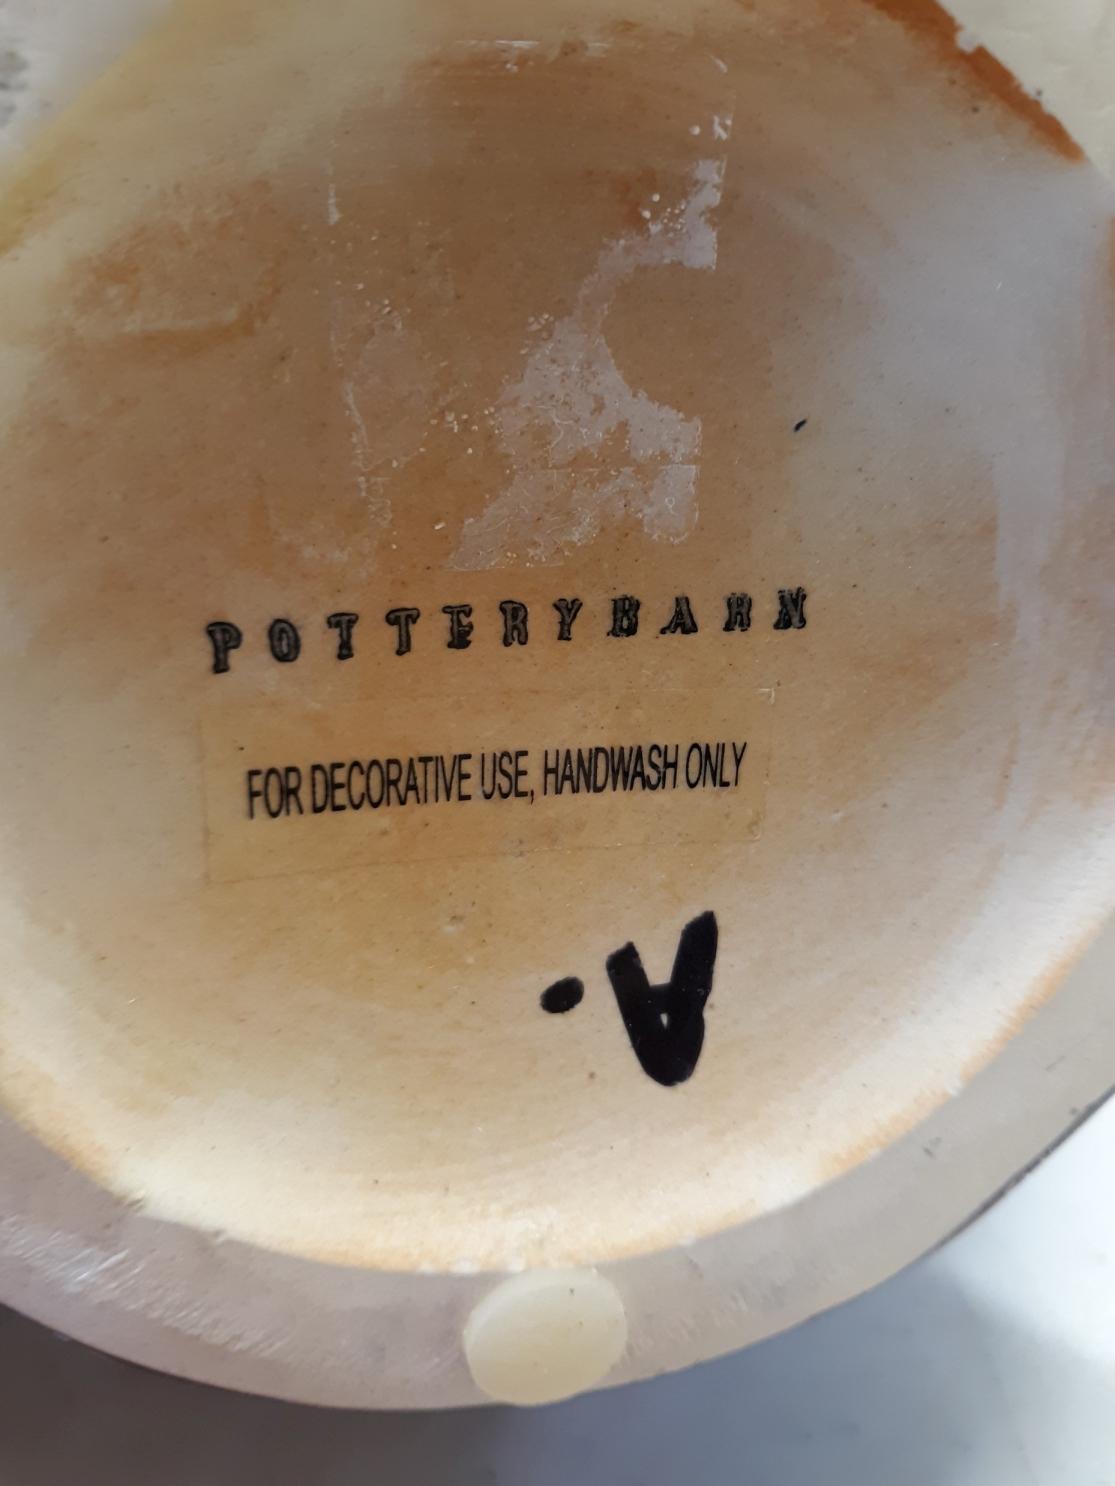 POTTERYBARN
FOR DECORATIVE USE, HANDWASH ONLY
A.